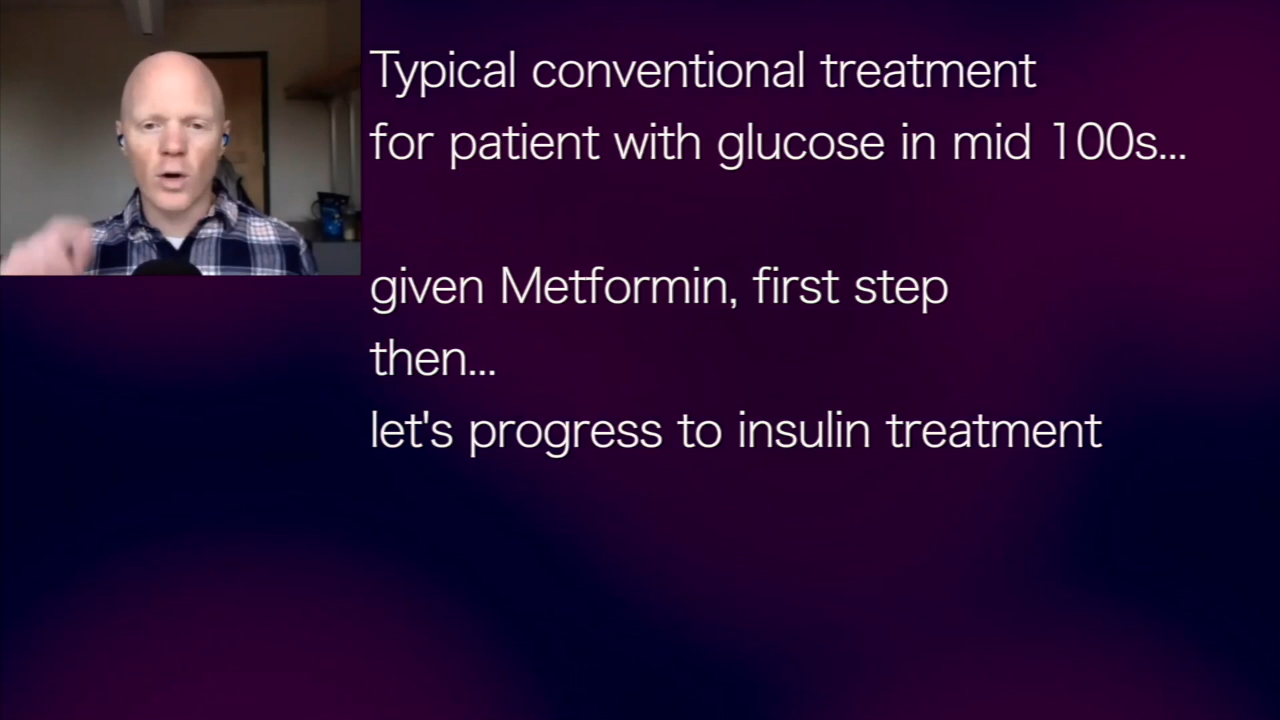 Typical conventional treatment
for patient with glucose in mid 100s...
given Metformin, first step
then...
let's progress to insulin treatment